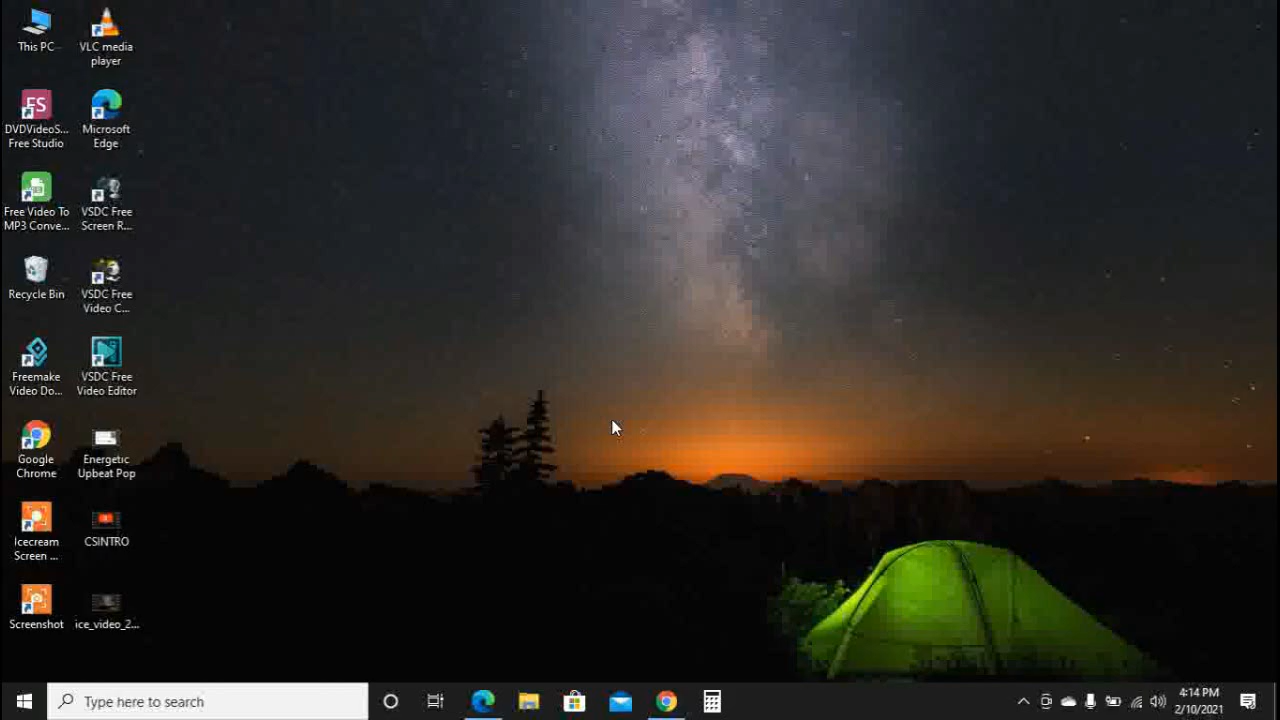 This PC
VLC media
player
DVDVideoS...
Free Studio
Microsoft
Edge
Free Video To
MP3 Conve...
VSDC Free
Screen R...
Recycle Bin
VSDC Free
Video C...
Freemake
Video Do...
VSDC Free
Video Editor
Google
Chrome
Energetic
Upbeat Pop
Icecream
Screen ...
CSINTRO
Screenshot
ice_video_2...
FS
Type here to search
4:14 PM
2/10/2021